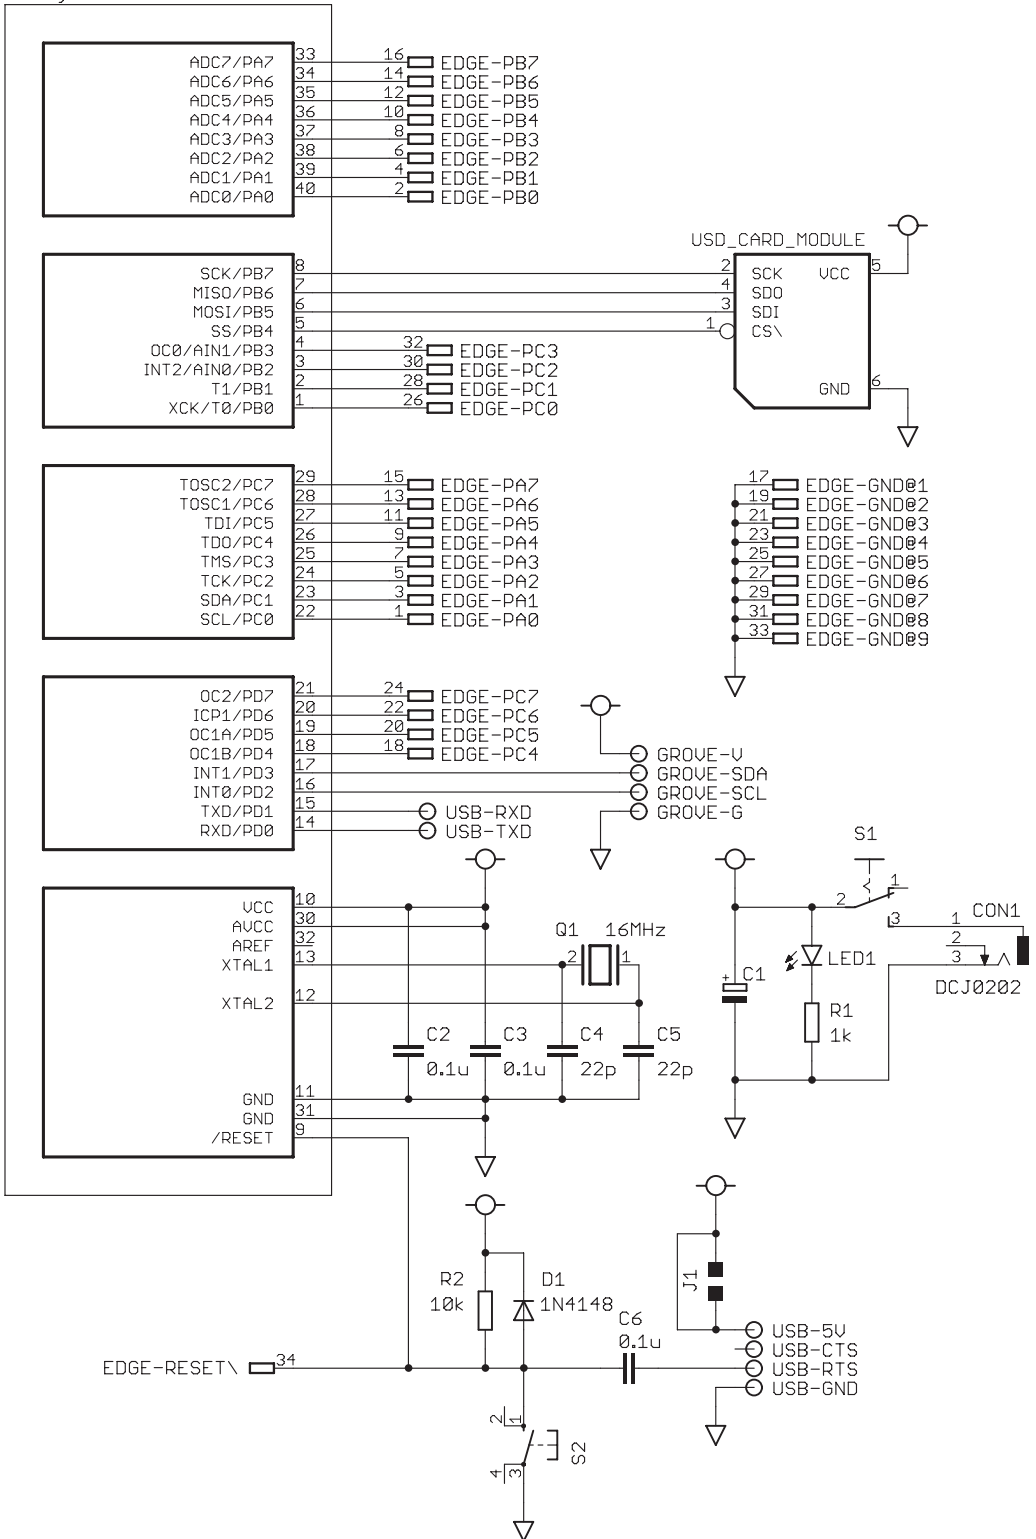 ADC7/PA7 33 16 EDGE-PB7
ADC6/PA6 34 14 EDGE-PB6
ADC5/PA5 35 12 EDGE-PB5
ADC4/PA4 36 10 EDGE-PB4
ADC3/PA3 37 8 EDGE-PB3
ADC2/PA2 38 6 EDGE-PB2
ADC1/PA1 39 4 EDGE-PB1
ADC0/PA0 40 2 EDGE-PB0
USD_CARD_MODULE
SCK/PB7 8 2 SCK VCC 5
MISO/PB6 7 4 SDO
MOSI/PB5 6 3 SDI
SS/PB4 5 1 CS\
OC0/AIN1/PB3 4 32 EDGE-PC3
INT2/AIN0/PB2 3 30 EDGE-PC2
T1/PB1 2 28 EDGE-PC1 GND 6
XCK/T0/PB0 1 26 EDGE-PC0
TOSC2/PC7 29 15 EDGE-PA7 17 EDGE-GND@1
TOSC1/PC6 28 13 EDGE-PA6 19 EDGE-GND@2
TDI/PC5 27 11 EDGE-PA5 21 EDGE-GND@3
TDO/PC4 26 9 EDGE-PA4 23 EDGE-GND@4
TMS/PC3 25 7 EDGE-PA3 25 EDGE-GND@5
TCK/PC2 24 5 EDGE-PA2 27 EDGE-GND@6
SDA/PC1 23 3 EDGE-PA1 29 EDGE-GND@7
SCL/PC0 22 1 EDGE-PA0 31 EDGE-GND@8
33 EDGE-GND@9
OC2/PD7 21 24 EDGE-PC7
ICP1/PD6 20 22 EDGE-PC6
OC1A/PD5 19 20 EDGE-PC5
OC1B/PD4 18 18 EDGE-PC4 GROVE-V
INT1/PD3 17 GROVE-SDA
INT0/PD2 16 GROVE-SCL
TXD/PD1 15 USB-RXD GROVE-G
RXD/PD0 14 USB-TXD
S1
VCC 10 2 1
AVCC 30 3 1 CON1
AREF 32 Q1 16MHz 2
XTAL1 13 2 1 LED1 3
+ C1 DCJ0202
XTAL2 12 R1
C2 C3 C4 C5 1k
0.1u 0.1u 22p 22p
GND 11
GND 31
/RESET 9
R2 D1 J1
10k 1N4148
C6
0.1u USB-5V
USB-CTS
EDGE-RESET\ 34 USB-RTS
USB-GND
2 1
S2
4 3